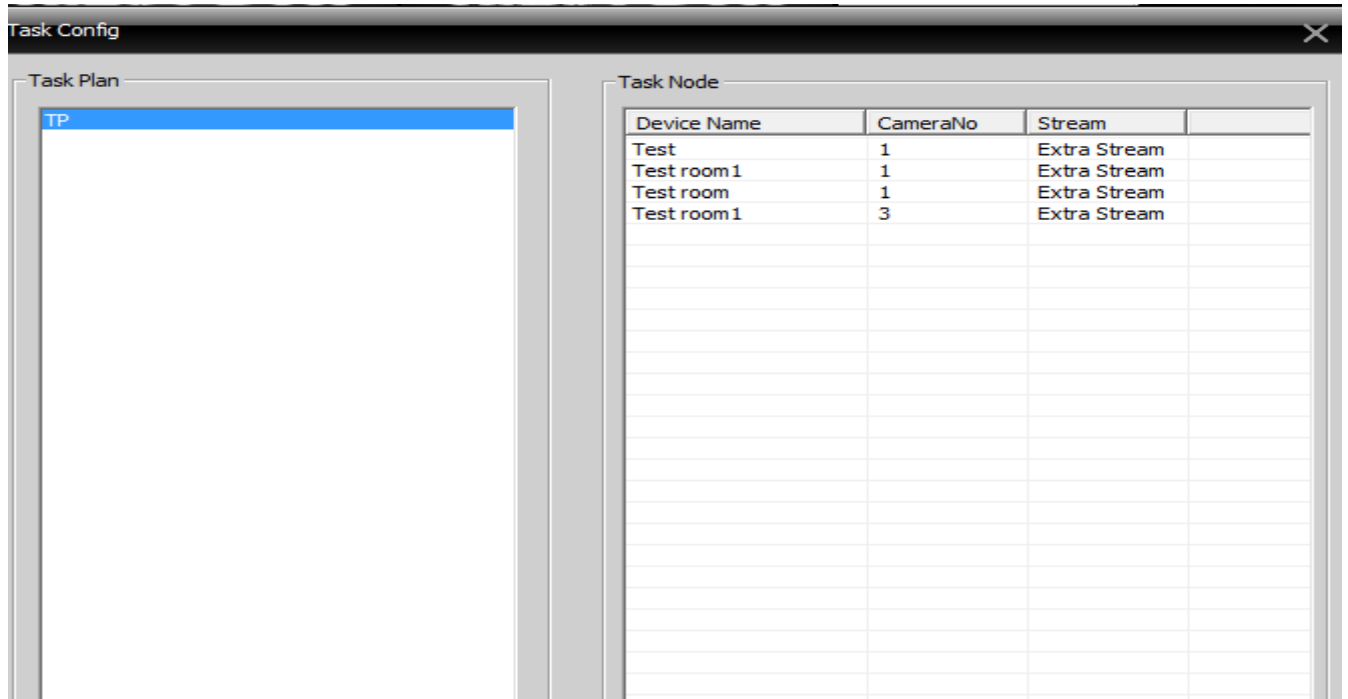 Task Config
Task Plan
TP
Task Node
Device Name CameraNo Stream
Test 1 Extra Stream
Test room1 1 Extra Stream
Test room 1 Extra Stream
Test room1 3 Extra Stream